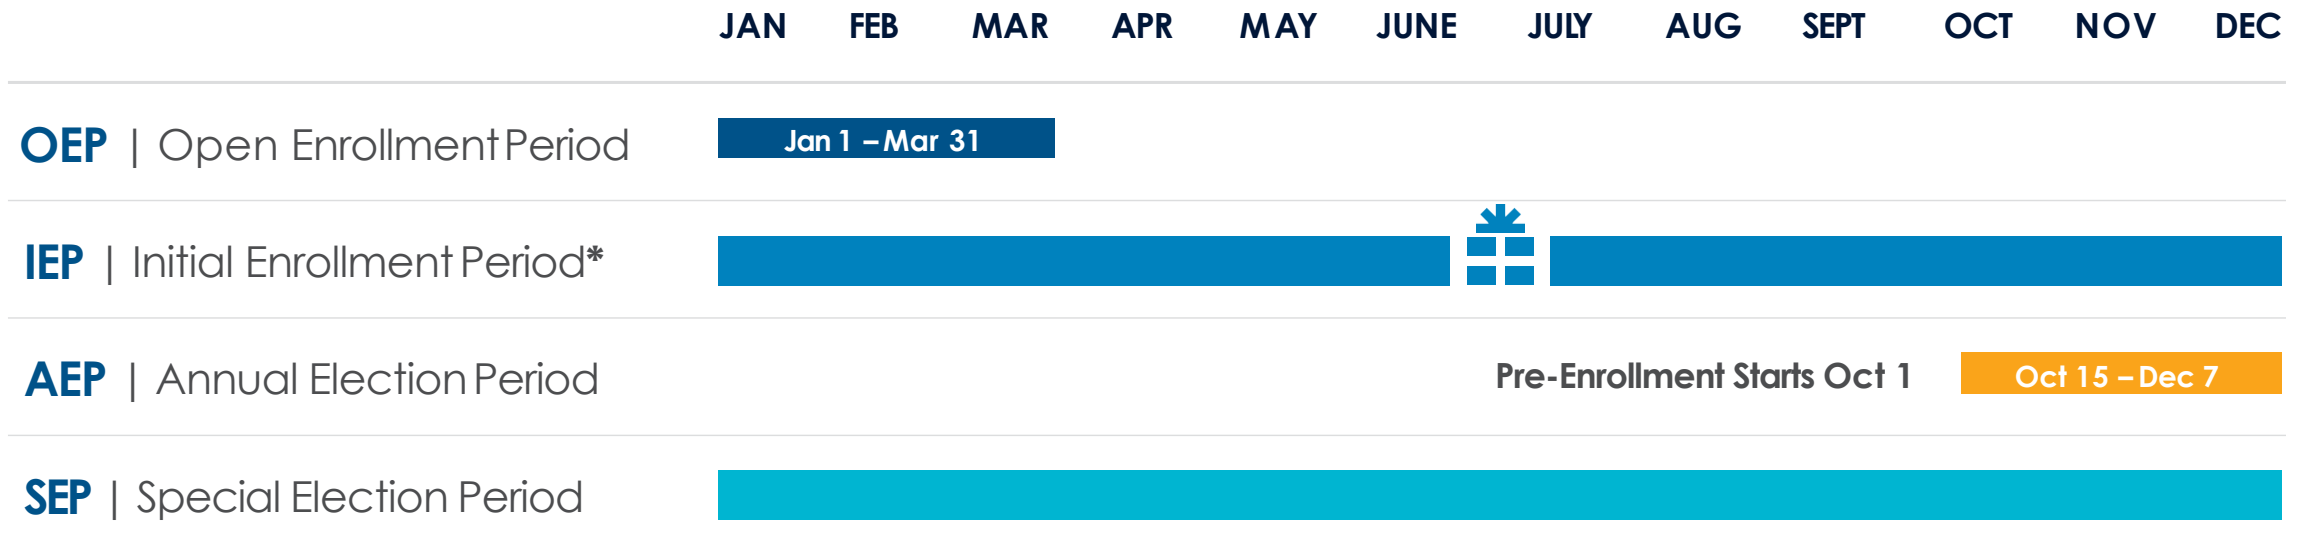 JAN FEB MAR APR MAY JUNE JULY AUG SEPT OCT NOV DEC
OEP | Open Enrollment Period
Jan 1 – Mar 31
IEP | Initial Enrollment Period*
AEP | Annual Election Period
Pre-Enrollment Starts Oct 1
Oct 15 – Dec 7
SEP | Special Election Period